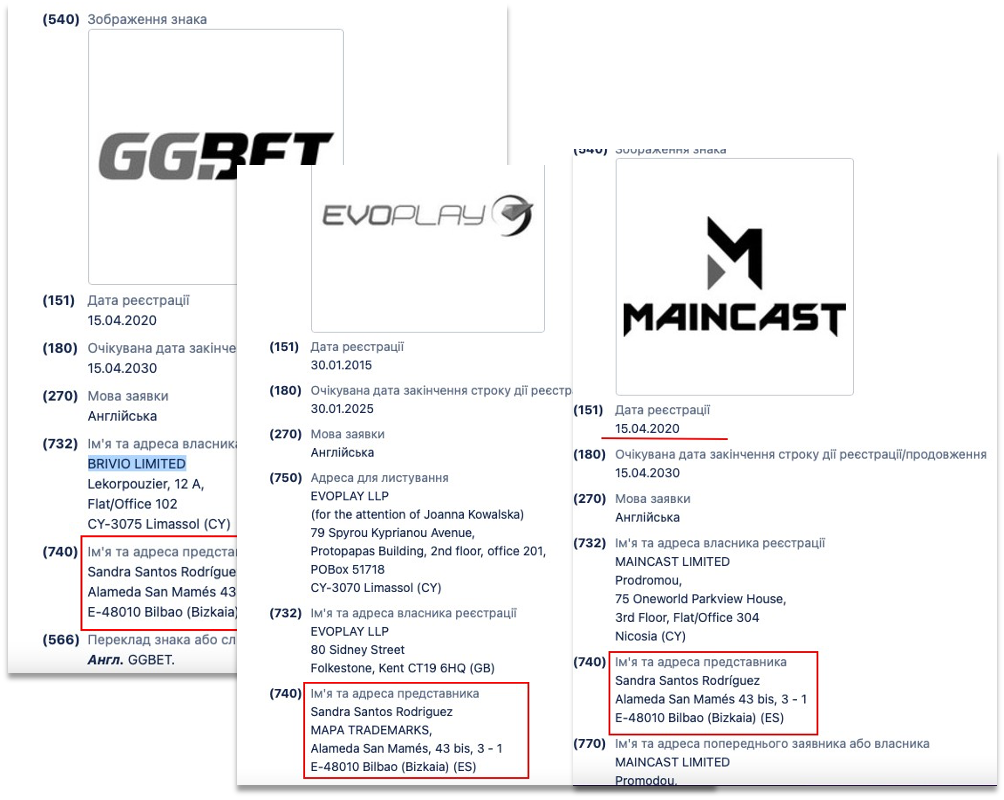 (540) Зображення знака
GGBET
(151) Дата реєстрації
15.04.2020
(180) Очікувана дата закінче
15.04.2030
(270) Мова заявки
Англійська
(732) Ім'я та адреса власника
BRIVIO LIMITED
Lekorpouzier, 12 A,
Flat/Office 102
CY-3075 Limassol (CY)
(740) Ім'я та адреса предста
Sandra Santos Rodrígue
Alameda San Mamés 43
E-48010 Bilbao (Bizkaia)
(566) Переклад знака або сл
Англ. GGBET.
EVOPLAY
(151) Дата реєстрації
30.01.2015
(180) Очікувана дата закінчення строку дії реєстр
30.01.2025
(270) Мова заявки
Англійська
(750) Адреса для листування
EVOPLAY LLP
(for the attention of Joanna Kowalska)
79 Spyrou Kyprianou Avenue,
Protopapas Building, 2nd floor, office 201,
POBox 51718
CY-3070 Limassol (CY)
(732) Ім'я та адреса власника реєстрації
EVOPLAY LLP
80 Sidney Street
Folkestone, Kent CT19 6HQ (GB)
(740) Ім'я та адреса представника
Sandra Santos Rodriguez
MAPA TRADEMARKS,
Alameda San Mamés, 43 bis, 3 - 1
E-48010 Bilbao (Bizkaia) (ES)
(540) Зображення знака
MAINCAST
(151) Дата реєстрації
15.04.2020
(180) Очікувана дата закінчення строку дії реєстрації/продовження
15.04.2030
(270) Мова заявки
Англійська
(732) Ім'я та адреса власника реєстрації
MAINCAST LIMITED
Prodromou,
75 Oneworld Parkview House,
3rd Floor, Flat/Office 304
Nicosia (CY)
(740) Ім'я та адреса представника
Sandra Santos Rodríguez
Alameda San Mamés 43 bis, 3 - 1
E-48010 Bilbao (Bizkaia) (ES)
(770) Ім'я та адреса попереднього заявника або власника
MAINCAST LIMITED
Promodou,